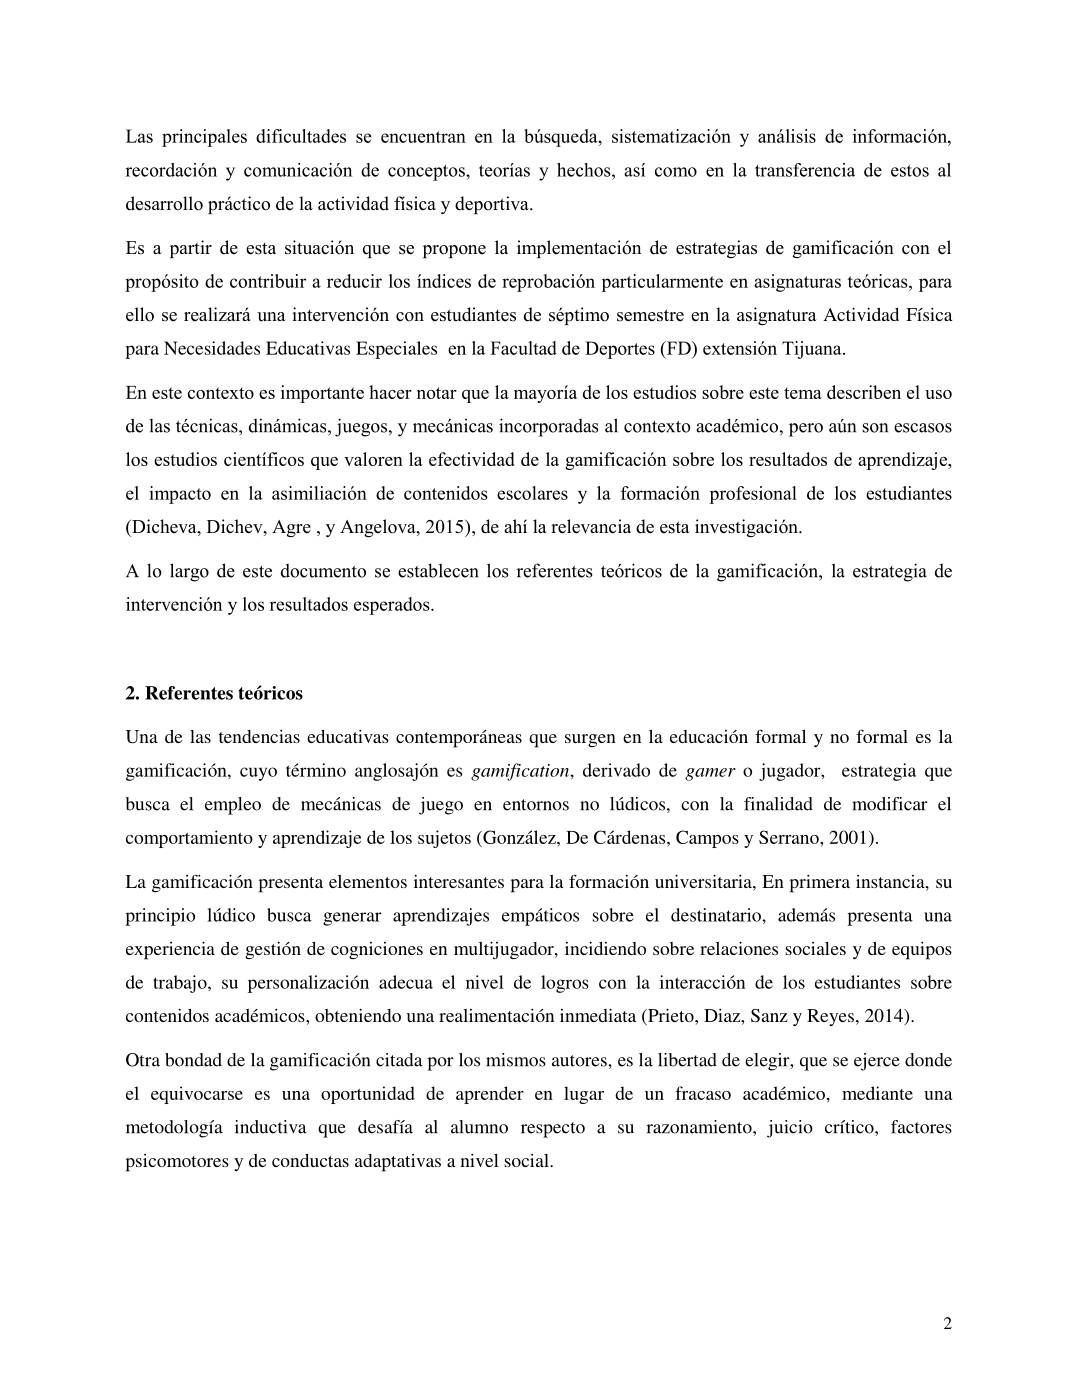 Las principales dificultades se encuentran en la búsqueda, sistematización y análisis de información,
recordación y comunicación de conceptos, teorías y hechos, así como en la transferencia de estos al
desarrollo práctico de la actividad física y deportiva.
Es a partir de esta situación que se propone la implementación de estrategias de gamificación con el
propósito de contribuir a reducir los índices de reprobación particularmente en asignaturas teóricas, para
ello se realizará una intervención con estudiantes de séptimo semestre en la asignatura Actividad Física
para Necesidades Educativas Especiales  en la Facultad de Deportes (FD) extensión Tijuana.
En este contexto es importante hacer notar que la mayoría de los estudios sobre este tema describen el uso
de las técnicas, dinámicas, juegos, y mecánicas incorporadas al contexto académico, pero aún son escasos
los estudios científicos que valoren la efectividad de la gamificación sobre los resultados de aprendizaje,
el impacto en la asimiliación de contenidos escolares y la formación profesional de los estudiantes
(Dicheva, Dichev, Agre , y Angelova, 2015), de ahí la relevancia de esta investigación.
A lo largo de este documento se establecen los referentes teóricos de la gamificación, la estrategia de
intervención y los resultados esperados.
2. Referentes teóricos
Una de las tendencias educativas contemporáneas que surgen en la educación formal y no formal es la
gamificación, cuyo término anglosajón es gamification, derivado de gamer o jugador,  estrategia que
busca el empleo de mecánicas de juego en entornos no lúdicos, con la finalidad de modificar el
comportamiento y aprendizaje de los sujetos (González, De Cárdenas, Campos y Serrano, 2001).
La gamificación presenta elementos interesantes para la formación universitaria, En primera instancia, su
principio lúdico busca generar aprendizajes empáticos sobre el destinatario, además presenta una
experiencia de gestión de cogniciones en multijugador, incidiendo sobre relaciones sociales y de equipos
de trabajo, su personalización adecua el nivel de logros con la interacción de los estudiantes sobre
contenidos académicos, obteniendo una realimentación inmediata (Prieto, Diaz, Sanz y Reyes, 2014).
Otra bondad de la gamificación citada por los mismos autores, es la libertad de elegir, que se ejerce donde
el equivocarse es una oportunidad de aprender en lugar de un fracaso académico, mediante una
metodología inductiva que desafía al alumno respecto a su razonamiento, juicio crítico, factores
psicomotores y de conductas adaptativas a nivel social.
2